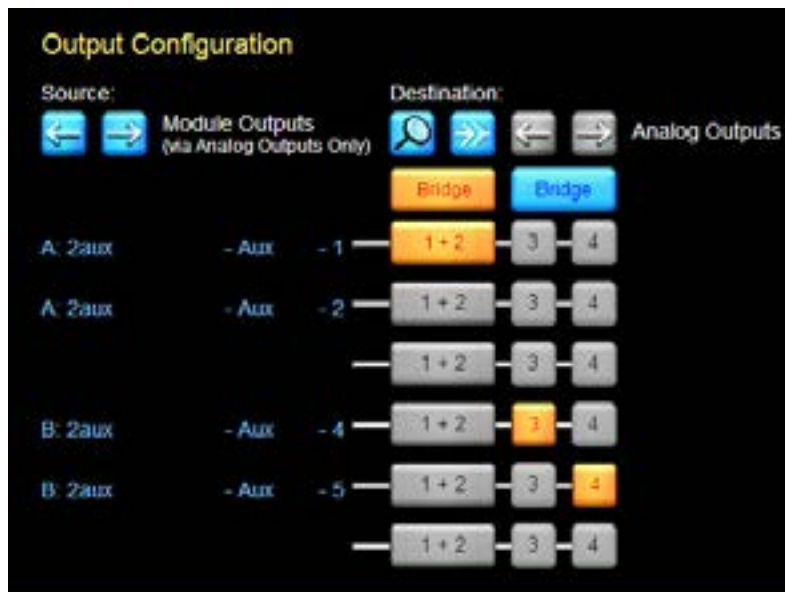 Output Configuration
Source:
Destination:
Module Outputs
(via Analog Outputs Only)
Analog Outputs
Bridge Bridge
A: 2aux - Aux - 1 1 + 2 3 4
A: 2aux - Aux - 2 1 + 2 3 4
1 + 2 3 4
B: 2aux - Aux - 4 1 + 2 3 4
B: 2aux - Aux - 5 1 + 2 3 4
1 + 2 3 4